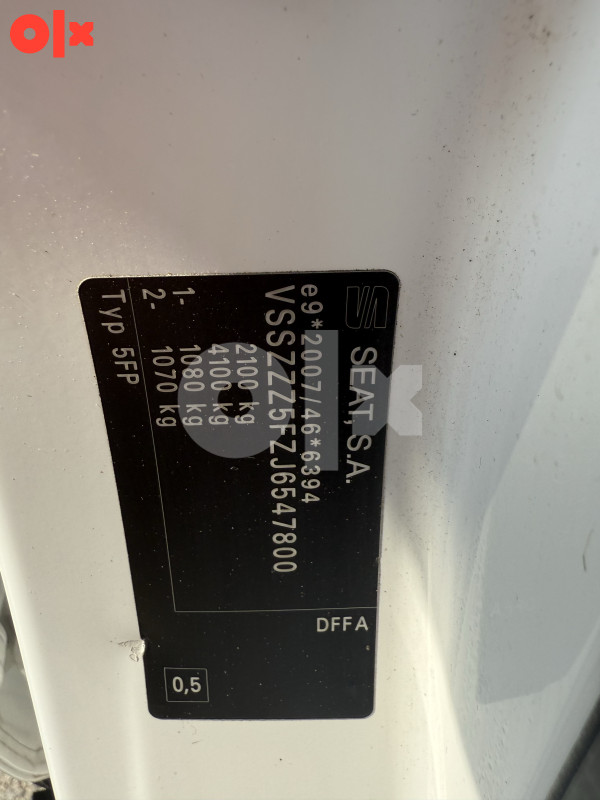 olx
SEAT,S.A.
e9*2007/46*6394
VSSZZZ5FZJ6547800
2100 kg
4100 kg
1- 1080 kg
2- 1070 kg
Typ 5FP
DFFA
0,5
olx